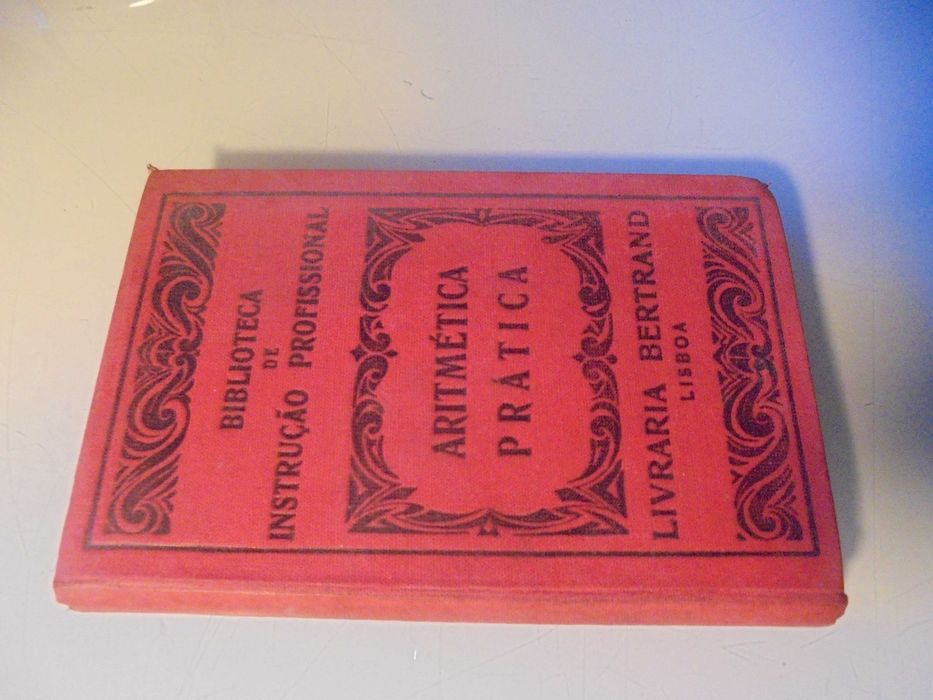 BIBLIOTECA
DE
INSTRUÇÃO PROFISSIONAL
ARITMÉTICA
PRÁTICA
LIVRARIA BERTRAND
LISBOA